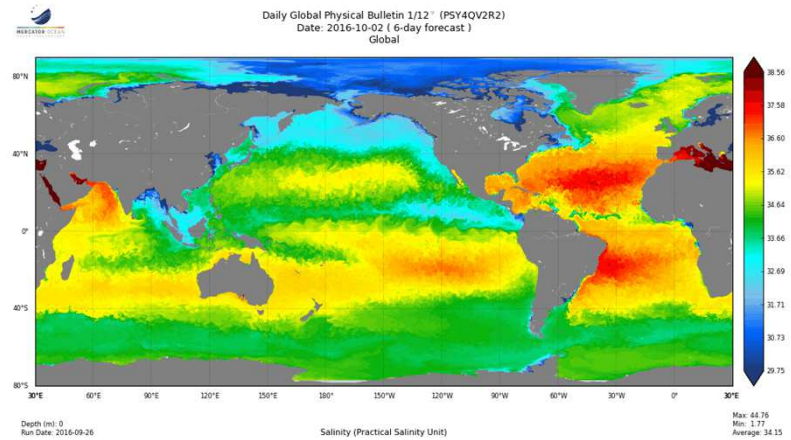 Daily Global Physical Bulletin 1/12° (PSY4QV2R2)
Date: 2016-10-02 ( 6-day forecast )
Global
MERCATOR OCEAN
80°N
40°N
0°
40°S
80°S
30°E 60°E 90°E 120°E 150°E 180°E 150°W 120°W 90°W 60°W 30°W 0° 30°E
38.56
37.58
36.60
35.62
34.64
33.66
32.69
31.71
30.73
29.75
Depth (m): 0
Run Date: 2016-09-26
Salinity (Practical Salinity Unit)
Max: 44.76
Min: 1.77
Average: 34.15